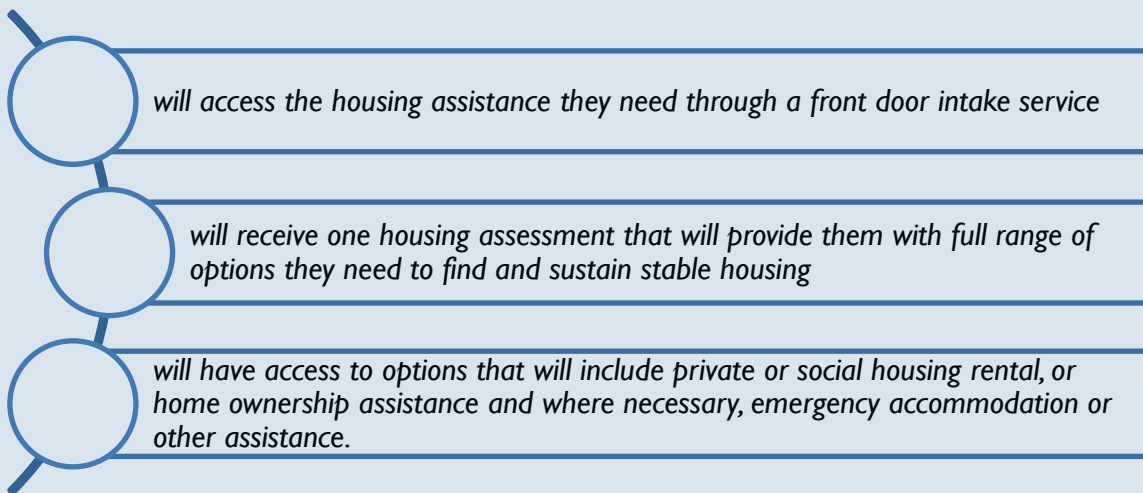 will access the housing assistance they need through a front door intake service
will receive one housing assessment that will provide them with full range of
options they need to find and sustain stable housing
will have access to options that will include private or social housing rental, or
home ownership assistance and where necessary, emergency accommodation or
other assistance.